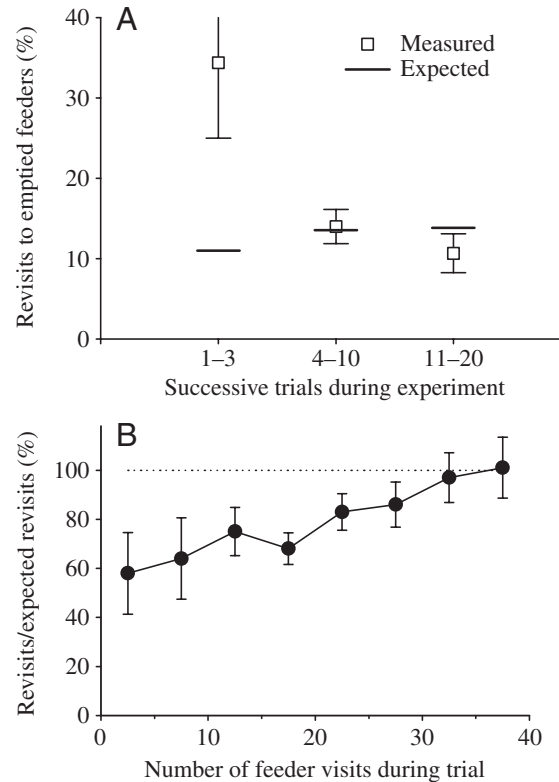 A
40
30
20
10
0
Revisits to emptied feeders (%)
Measured
Expected
1–3 4–10 11–20
Successive trials during experiment
B
100
80
60
40
20
0
Revisits/expected revisits (%)
0 10 20 30 40
Number of feeder visits during trial